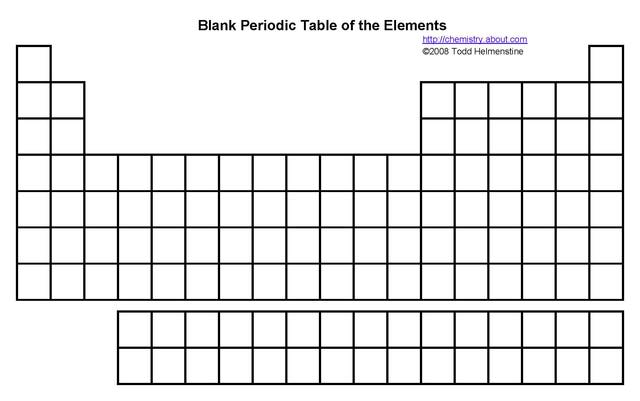 Blank Periodic Table of the Elements
http://chemistry.about.com
©2008 Todd Helmenstine